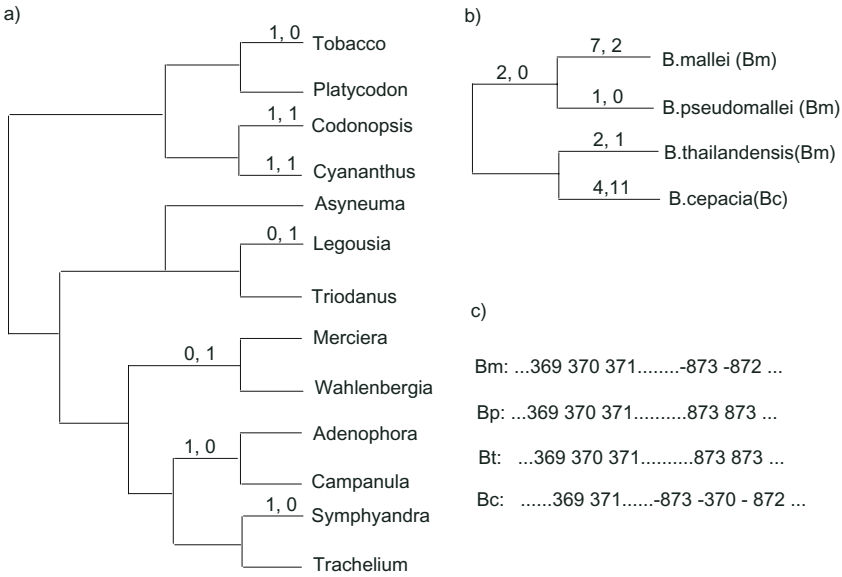 a)
1, 0
Tobacco
Platycodon
1, 1
Codonopsis
1, 1
Cyananthus
Asyneuma
0, 1
Legousia
Triodanus
0, 1
Merciera
Wahlenbergia
1, 0
Adenophora
Campanula
1, 0
Symphyandra
Trachelium
b)
2, 0
7, 2
B.mallei (Bm)
1, 0
B.pseudomallei (Bm)
2, 1
B.thailandensis(Bm)
4,11
B.cepacia(Bc)
c)
Bm: ...369 370 371........-873 -872 ...
Bp: ...369 370 371..........873 873 ...
Bt: ...369 370 371..........873 873 ...
Bc: ......369 371......-873 -370 - 872 ...